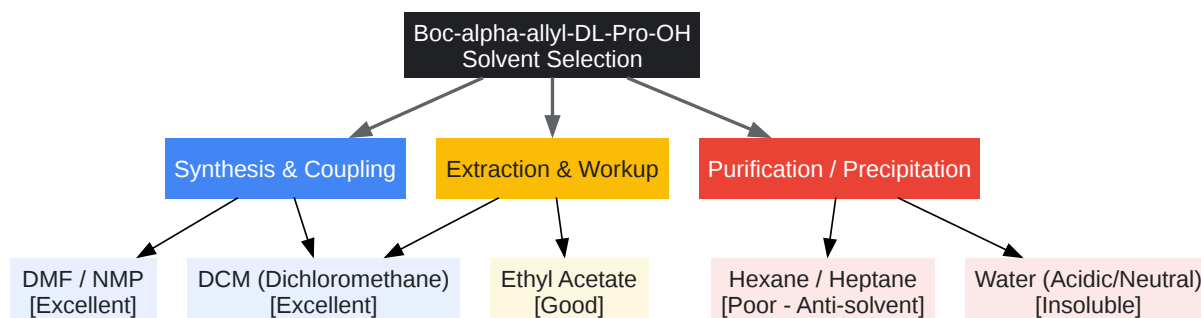 Boc-alpha-allyl-DL-Pro-OH
Solvent Selection
Synthesis & Coupling
Extraction & Workup
Purification / Precipitation
DMF / NMP
[Excellent]
DCM (Dichloromethane)
[Excellent]
Ethyl Acetate
[Good]
Hexane / Heptane
[Poor - Anti-solvent]
Water (Acidic/Neutral)
[Insoluble]